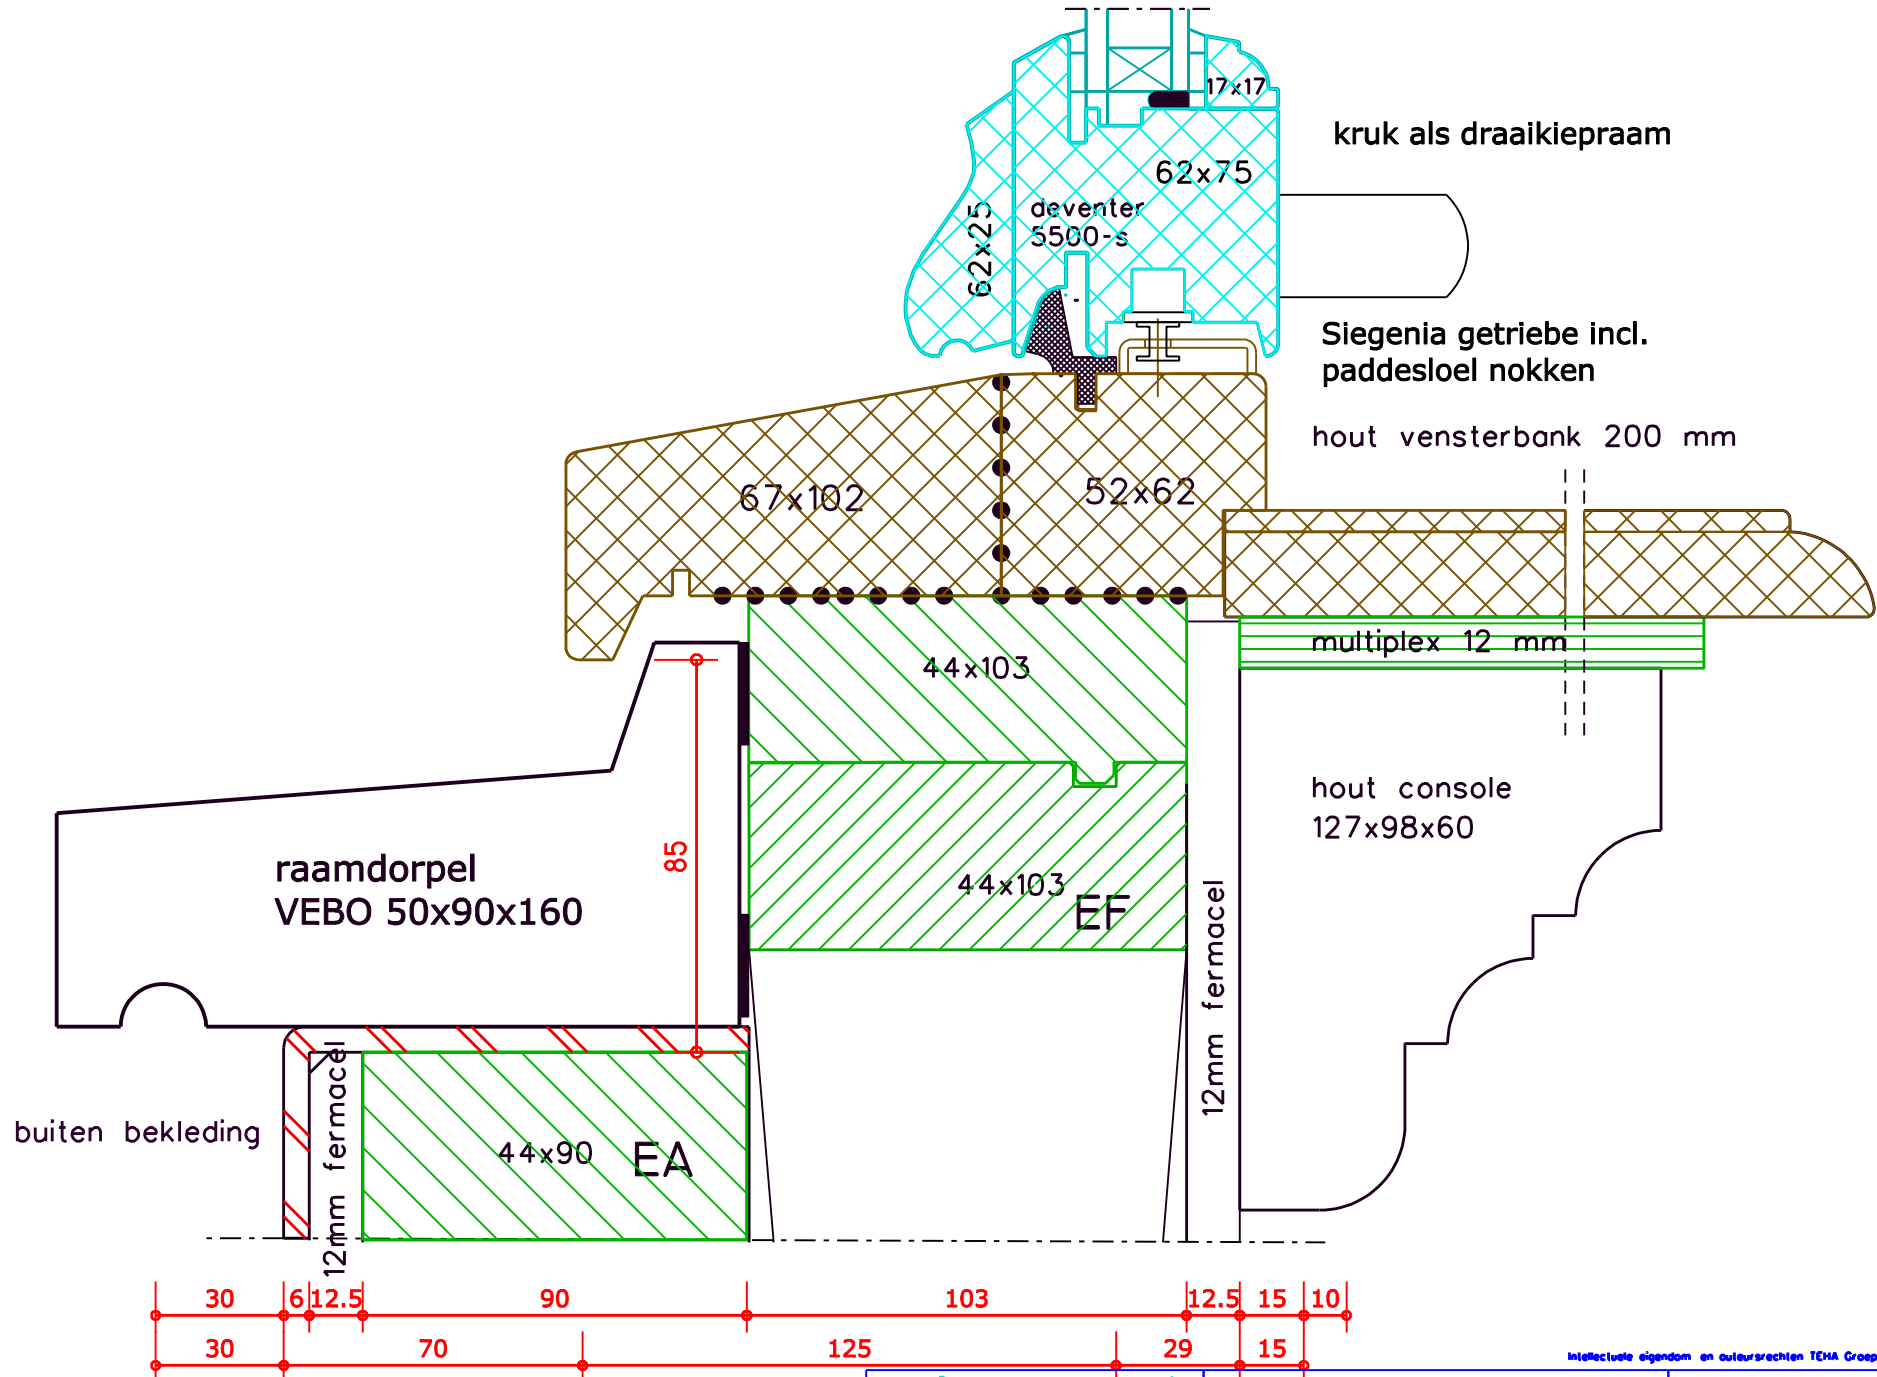 17x17
kruk als draaikiepraam
62x75
deventer
5500-s
62x25
Siegenia getriebe incl.
paddesloel nokken
hout vensterbank 200 mm
67x102
52x62
multiplex 12 mm
44x103
hout console
127x98x60
85
raamdorpel
VEBO 50x90x160
44x103
EF
12mm fermacel
12mm fermacel
buiten bekleding
44x90
EA
30 6 12.5 90 103 12.5 15 10
30 70 125 29 15
Intellectuele eigendom en auteursrechten TEHA Groep